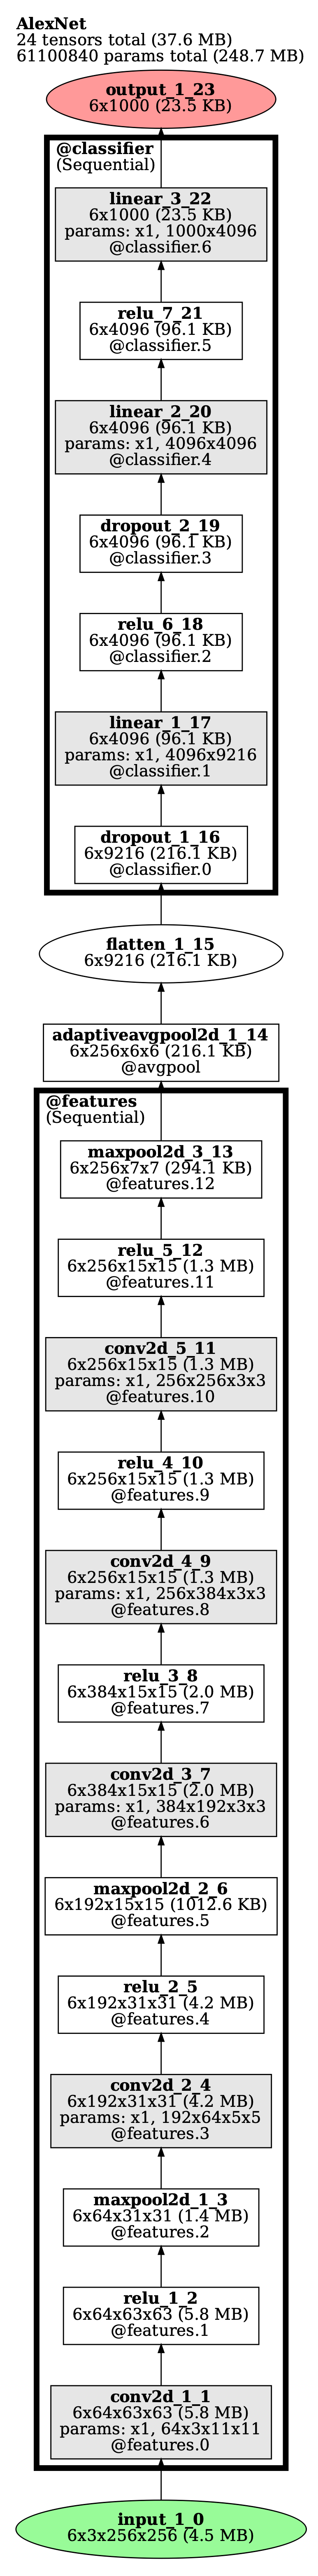 AlexNet
24 tensors total (37.6 MB)
61100840 params total (248.7 MB)
output_1_23
6x1000 (23.5 KB)
@classifier
(Sequential)
linear_3_22
6x1000 (23.5 KB)
params: x1, 1000x4096
@classifier.6
relu_7_21
6x4096 (96.1 KB)
@classifier.5
linear_2_20
6x4096 (96.1 KB)
params: x1, 4096x4096
@classifier.4
dropout_2_19
6x4096 (96.1 KB)
@classifier.3
relu_6_18
6x4096 (96.1 KB)
@classifier.2
linear_1_17
6x4096 (96.1 KB)
params: x1, 4096x9216
@classifier.1
dropout_1_16
6x9216 (216.1 KB)
@classifier.0
flatten_1_15
6x9216 (216.1 KB)
adaptiveavgpool2d_1_14
6x256x6x6 (216.1 KB)
@avgpool
@features
(Sequential)
maxpool2d_3_13
6x256x7x7 (294.1 KB)
@features.12
relu_5_12
6x256x15x15 (1.3 MB)
@features.11
conv2d_5_11
6x256x15x15 (1.3 MB)
params: x1, 256x256x3x3
@features.10
relu_4_10
6x256x15x15 (1.3 MB)
@features.9
conv2d_4_9
6x256x15x15 (1.3 MB)
params: x1, 256x384x3x3
@features.8
relu_3_8
6x384x15x15 (2.0 MB)
@features.7
conv2d_3_7
6x384x15x15 (2.0 MB)
params: x1, 384x192x3x3
@features.6
maxpool2d_2_6
6x192x15x15 (1012.6 KB)
@features.5
relu_2_5
6x192x31x31 (4.2 MB)
@features.4
conv2d_2_4
6x192x31x31 (4.2 MB)
params: x1, 192x64x5x5
@features.3
maxpool2d_1_3
6x64x31x31 (1.4 MB)
@features.2
relu_1_2
6x64x63x63 (5.8 MB)
@features.1
conv2d_1_1
6x64x63x63 (5.8 MB)
params: x1, 64x3x11x11
@features.0
input_1_0
6x3x256x256 (4.5 MB)